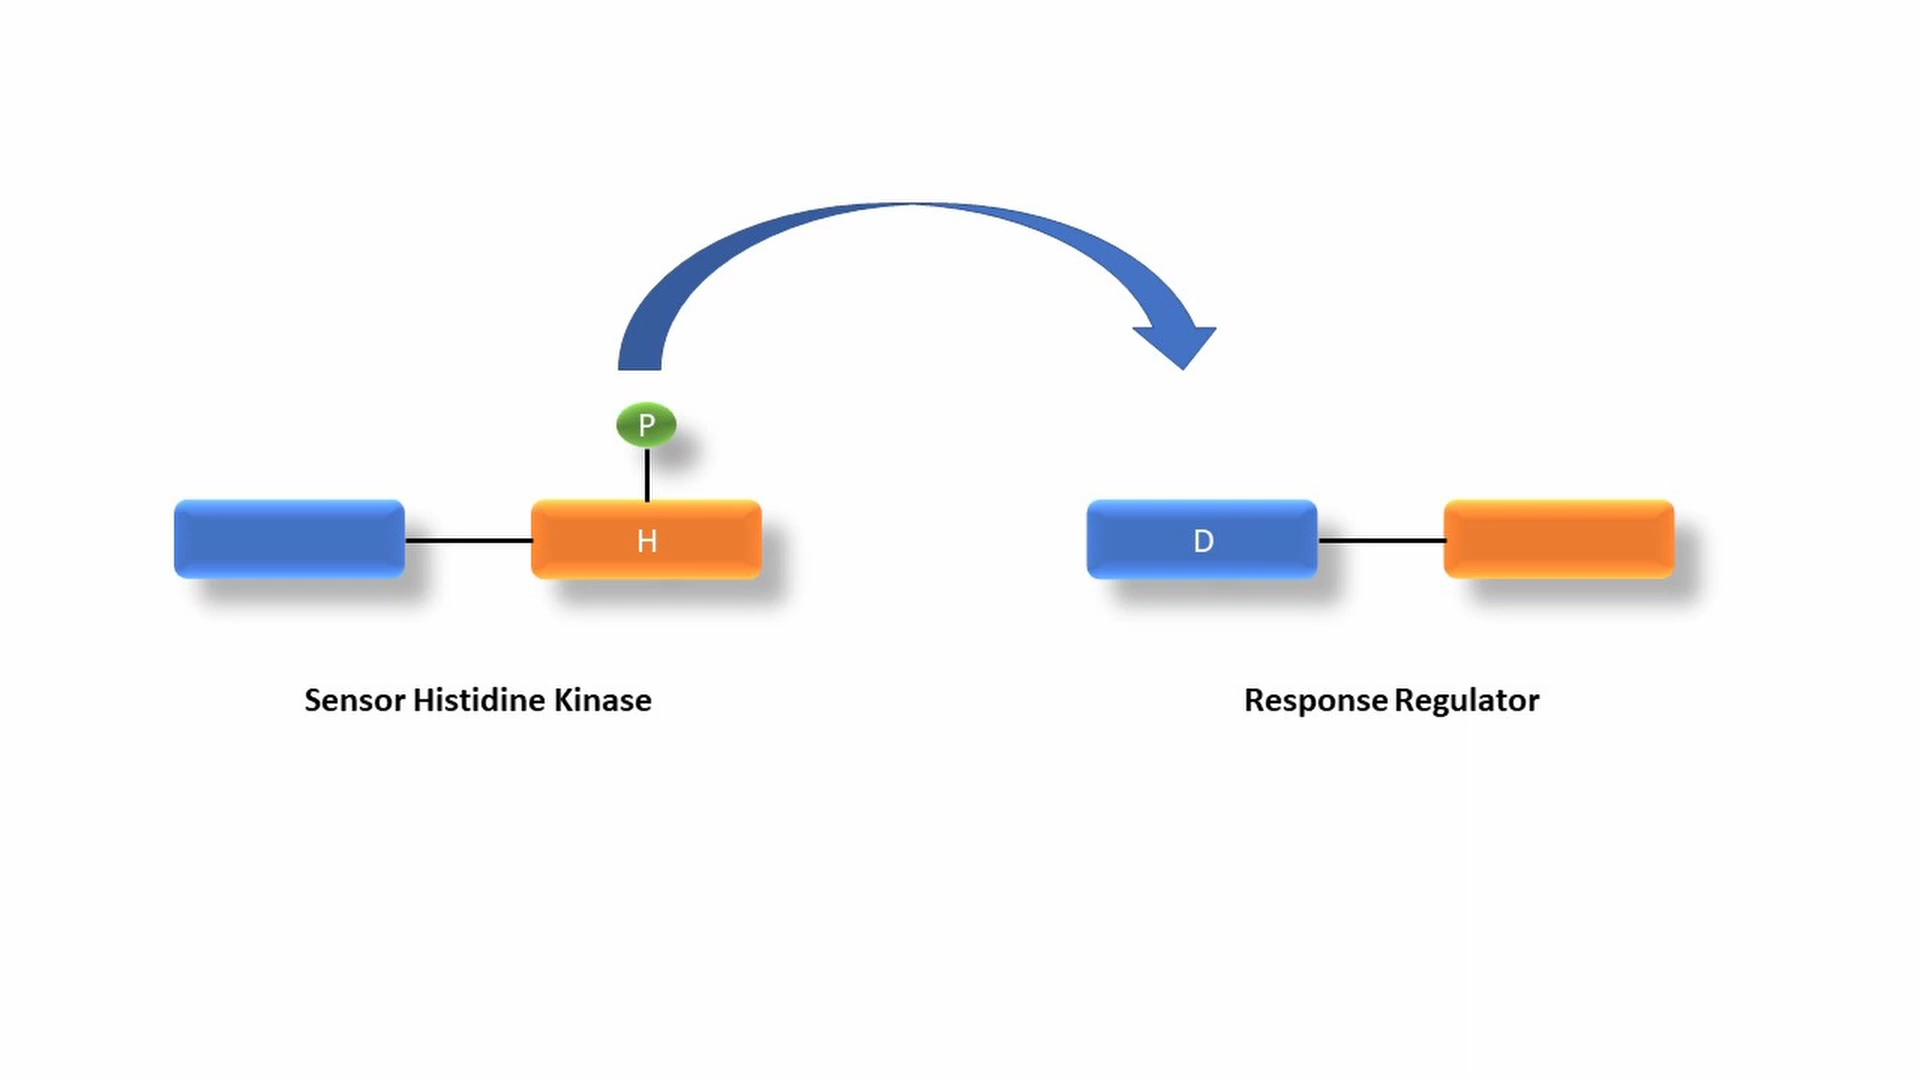 P
H
D
Sensor Histidine Kinase
Response Regulator